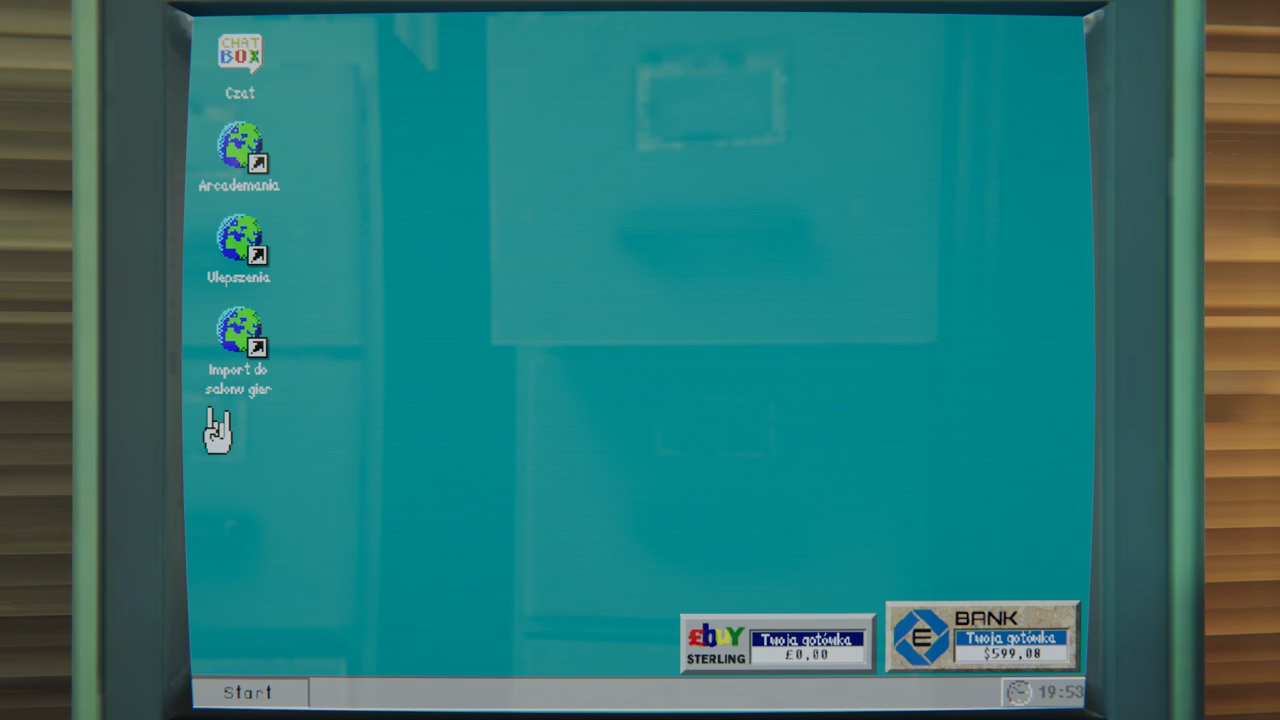 CHAT
BOX
Czat
Arcademania
Ulepszenia
Import do
salonu gier
£buy
STERLING
Twoja gotówka
£0,00
E
BANK
Twoja gotówka
$599,08
Start
19:53